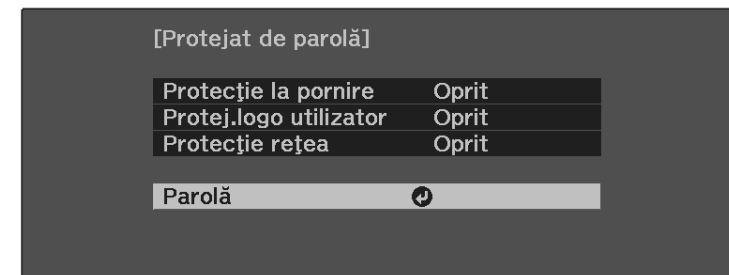 [Protejat de parolă]
Protecţie la pornire Oprit
Protej.logo utilizator Oprit
Protecţie reţea Oprit
Parolă